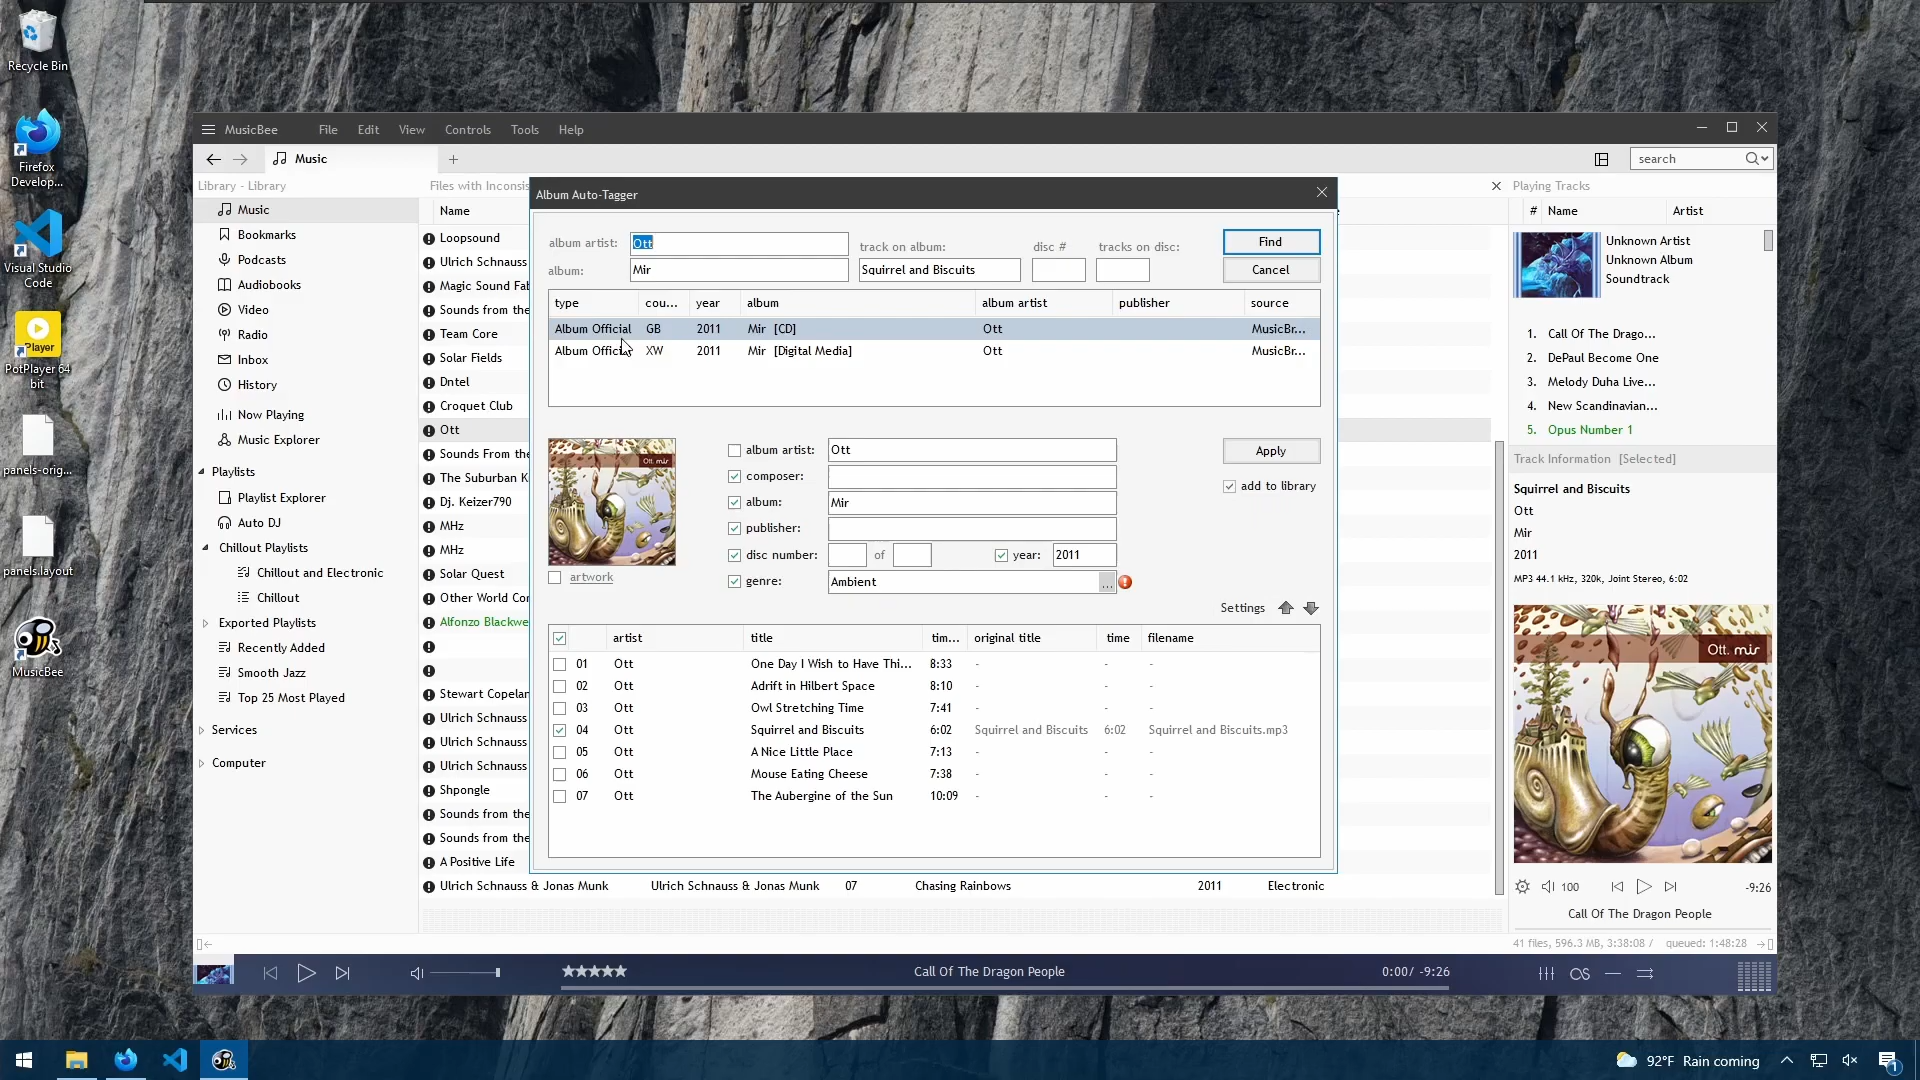 Recycle Bin
Firefox
Develop...
Visual Studio
Code
Player
PotPlayer 64
bit
panels-orig...
panels.layout
MusicBee
MusicBee
File
Edit
View
Controls
Tools
Help
Music
+
search
Library - Library
Music
Bookmarks
Podcasts
Audiobooks
Video
Radio
Inbox
History
Now Playing
Music Explorer
Playlists
Playlist Explorer
Auto DJ
Chillout Playlists
Chillout and Electronic
Chillout
Exported Playlists
Recently Added
Smooth Jazz
Top 25 Most Played
Services
Computer
Files with Inconsis
Name
Loopsound
Ulrich Schnauss
Magic Sound Fab
Sounds from the
Team Core
Solar Fields
Dntel
Croquet Club
Ott
Sounds From the
The Suburban K
Dj. Keizer790
MHz
MHz
Solar Quest
Other World Con
Alfonzo Blackwe
Stewart Copelan
Ulrich Schnauss
Ulrich Schnauss
Ulrich Schnauss
Shpongle
Sounds from the
Sounds from the
A Positive Life
Ulrich Schnauss & Jonas Munk Ulrich Schnauss & Jonas Munk 07 Chasing Rainbows 2011 Electronic
Album Auto-Tagger
album artist: Ott
album: Mir
track on album: disc # tracks on disc:
Squirrel and Biscuits
Find
Cancel
type cou... year album album artist publisher source
Album Official GB 2011 Mir [CD] Ott MusicBr...
Album Official XW 2011 Mir [Digital Media] Ott MusicBr...
Ott. mir
artwork
album artist: Ott
composer:
album: Mir
publisher:
disc number: of year: 2011
genre: Ambient ...
Apply
add to library
Settings
artist title tim... original title time filename
01 Ott One Day I Wish to Have Thi... 8:33 - - -
02 Ott Adrift in Hilbert Space 8:10 - - -
03 Ott Owl Stretching Time 7:41 - - -
04 Ott Squirrel and Biscuits 6:02 Squirrel and Biscuits 6:02 Squirrel and Biscuits.mp3
05 Ott A Nice Little Place 7:13 - - -
06 Ott Mouse Eating Cheese 7:38 - - -
07 Ott The Aubergine of the Sun 10:09 - - -
Playing Tracks
# Name Artist
Unknown Artist
Unknown Album
Soundtrack
1. Call Of The Drago...
2. DePaul Become One
3. Melody Duha Live...
4. New Scandinavian...
5. Opus Number 1
Track Information [Selected]
Squirrel and Biscuits
Ott
Mir
2011
MP3 44.1 kHz, 320k, Joint Stereo, 6:02
Ott. mir
100
-9:26
Call Of The Dragon People
41 files, 596.3 MB, 3:38:08 / queued: 1:48:28
Call Of The Dragon People
0:00/ -9:26
92°F Rain coming
1